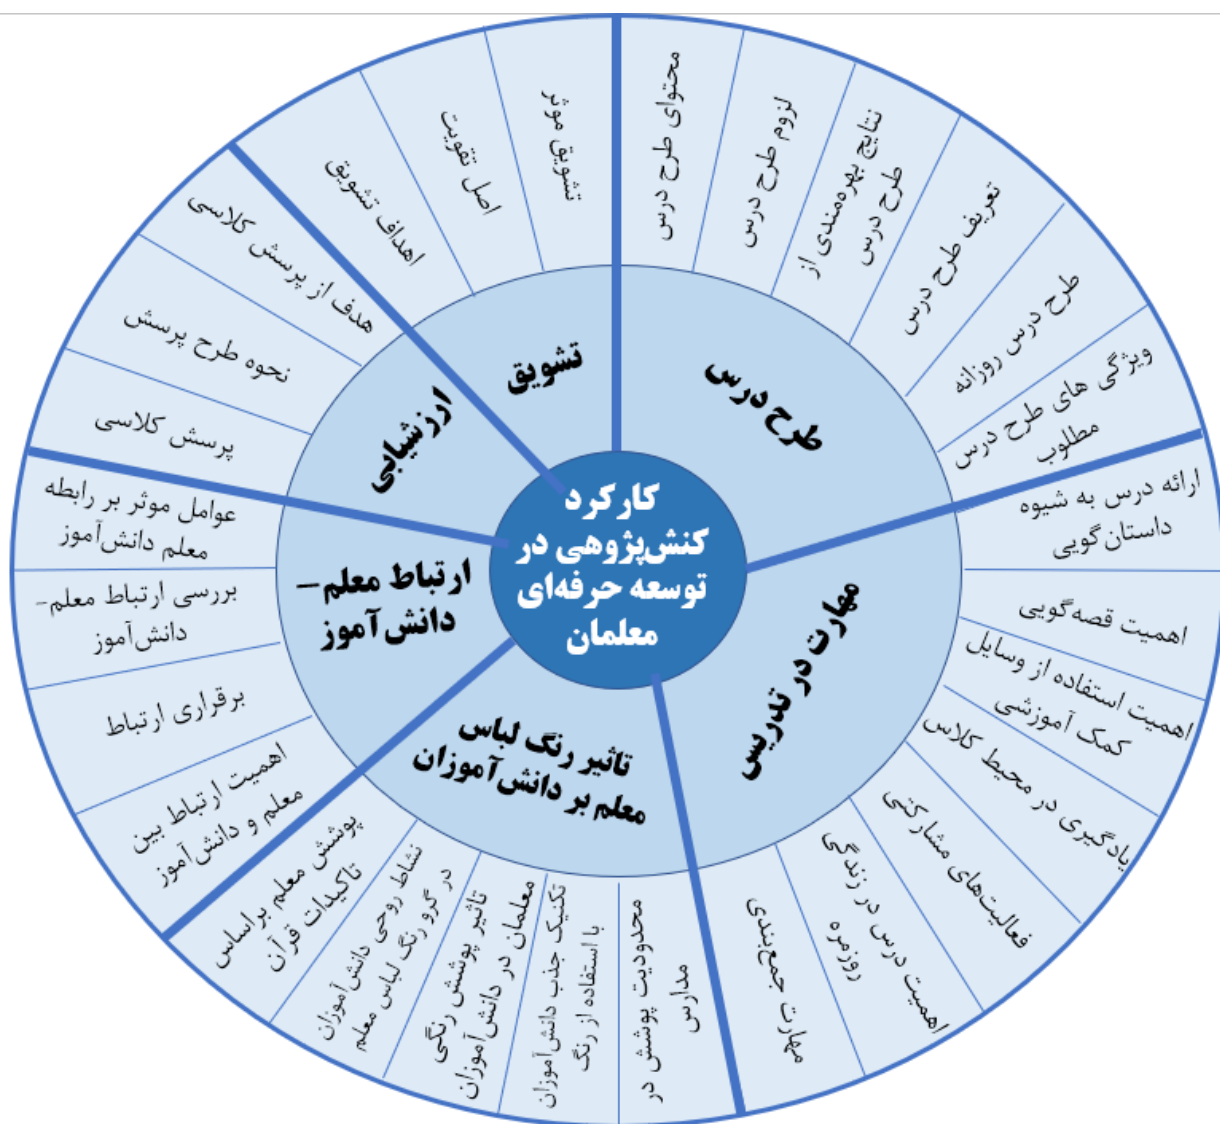 کارکرد
کنش‌پژوهی در
توسعه حرفه‌ای
معلمان
طرح درس
محتوای طرح درس
لزوم طرح درس
نتایج بهره‌مندی از
طرح درس
تعریف طرح درس
طرح درس روزانه
ویژگی های طرح درس
مطلوب
مهارت در تدریس
ارائه درس به شیوه
داستان‌گویی
اهمیت قصه‌گویی
اهمیت استفاده از وسایل
کمک آموزشی
یادگیری در محیط کلاس
فعالیت‌های مشارکتی
اهمیت درس در زندگی
روزمره
مهارت جمع‌بندی
تاثیر رنگ لباس
معلم بر دانش‌آموزان
محدودیت پوشش در
مدارس
تکنیک جذب دانش‌آموزان
با استفاده از رنگ
تاثیر پوشش رنگی
معلمان در دانش‌آموزان
نشاط روحی دانش‌آموزان
در گرو رنگ لباس معلم
پوشش معلم براساس
تاکیدات قرآن
ارتباط معلم–
دانش‌آموز
اهمیت ارتباط بین
معلم و دانش‌آموز
برقراری ارتباط
بررسی ارتباط معلم–
دانش‌آموز
عوامل موثر بر رابطه
معلم دانش‌آموز
ارزشیابی
پرسش کلاسی
نحوه طرح پرسش
هدف از پرسش کلاسی
تشویق
اهداف تشویق
اصل تقویت
تشویق موثر